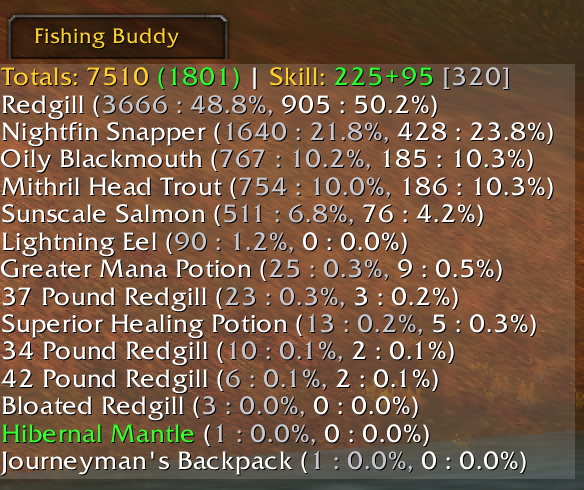 Fishing Buddy
Totals: 7510 (1801) | Skill: 225+95 [320]
Redgill (3666 : 48.8%, 905 : 50.2%)
Nightfin Snapper (1640 : 21.8%, 428 : 23.8%)
Oily Blackmouth (767 : 10.2%, 185 : 10.3%)
Mithril Head Trout (754 : 10.0%, 186 : 10.3%)
Sunscale Salmon (511 : 6.8%, 76 : 4.2%)
Lightning Eel (90 : 1.2%, 0 : 0.0%)
Greater Mana Potion (25 : 0.3%, 9 : 0.5%)
37 Pound Redgill (23 : 0.3%, 3 : 0.2%)
Superior Healing Potion (13 : 0.2%, 5 : 0.3%)
34 Pound Redgill (10 : 0.1%, 2 : 0.1%)
42 Pound Redgill (6 : 0.1%, 2 : 0.1%)
Bloated Redgill (3 : 0.0%, 0 : 0.0%)
Hibernal Mantle (1 : 0.0%, 0 : 0.0%)
Journeyman's Backpack (1 : 0.0%, 0 : 0.0%)